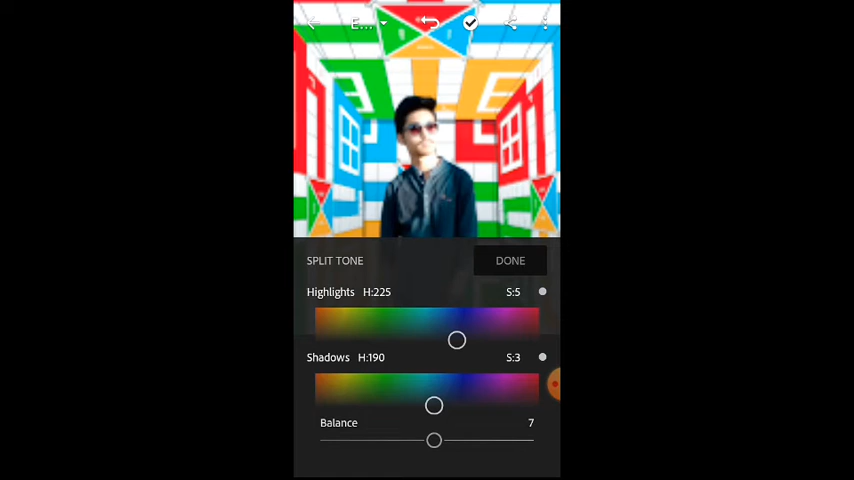 E...
SPLIT TONE
DONE
Highlights H:225 S:5
Shadows H:190 S:3
Balance 7